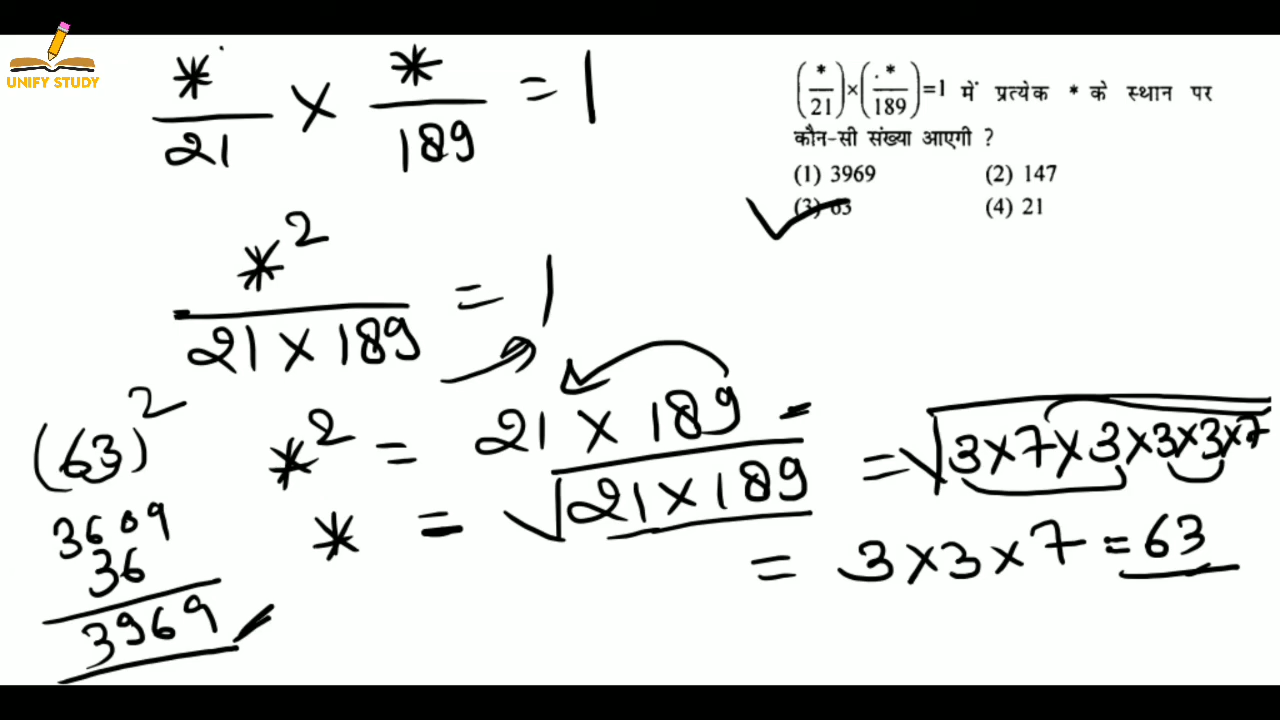 UNIFY STUDY
* / 21 × * / 189 = 1
(* / 21) × (* / 189) = 1 में प्रत्येक * के स्थान पर
कौन-सी संख्या आएगी ?
(1) 3969 (2) 147
(3) 63 (4) 21
*² / 21 × 189 = 1
*² = 21 × 189
* = √21 × 189 = √3×7×3×3×3×7
= 3 × 3 × 7 = 63
(63)²
3609
36
3969